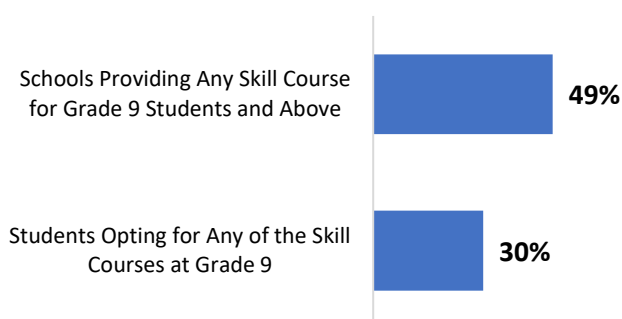 Schools Providing Any Skill Course
for Grade 9 Students and Above
49%
Students Opting for Any of the Skill
Courses at Grade 9
30%